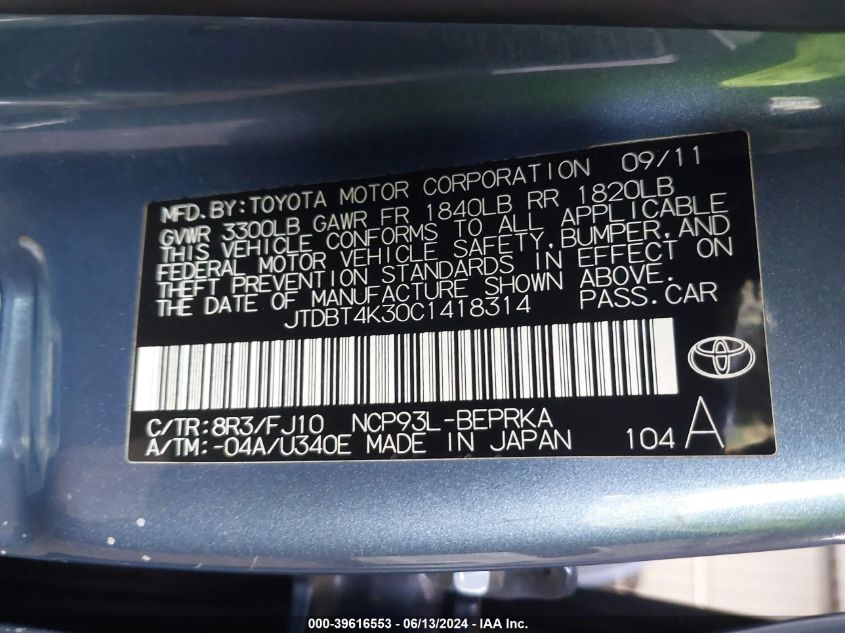 MFD. BY: TOYOTA MOTOR CORPORATION 09/11
GVWR 3300LB GAWR FR 1840LB RR 1820LB
THIS VEHICLE CONFORMS TO ALL APPLICABLE
FEDERAL MOTOR VEHICLE SAFETY, BUMPER, AND
THEFT PREVENTION STANDARDS IN EFFECT ON
THE DATE OF MANUFACTURE SHOWN ABOVE.
JTDBT4K30C1418314 PASS. CAR
C/TR: 8R3/FJ10 NCP93L-BEPRKA
A/TM: -04A/U340E MADE IN JAPAN 104 A
000-39616553 - 06/13/2024 - IAA Inc.